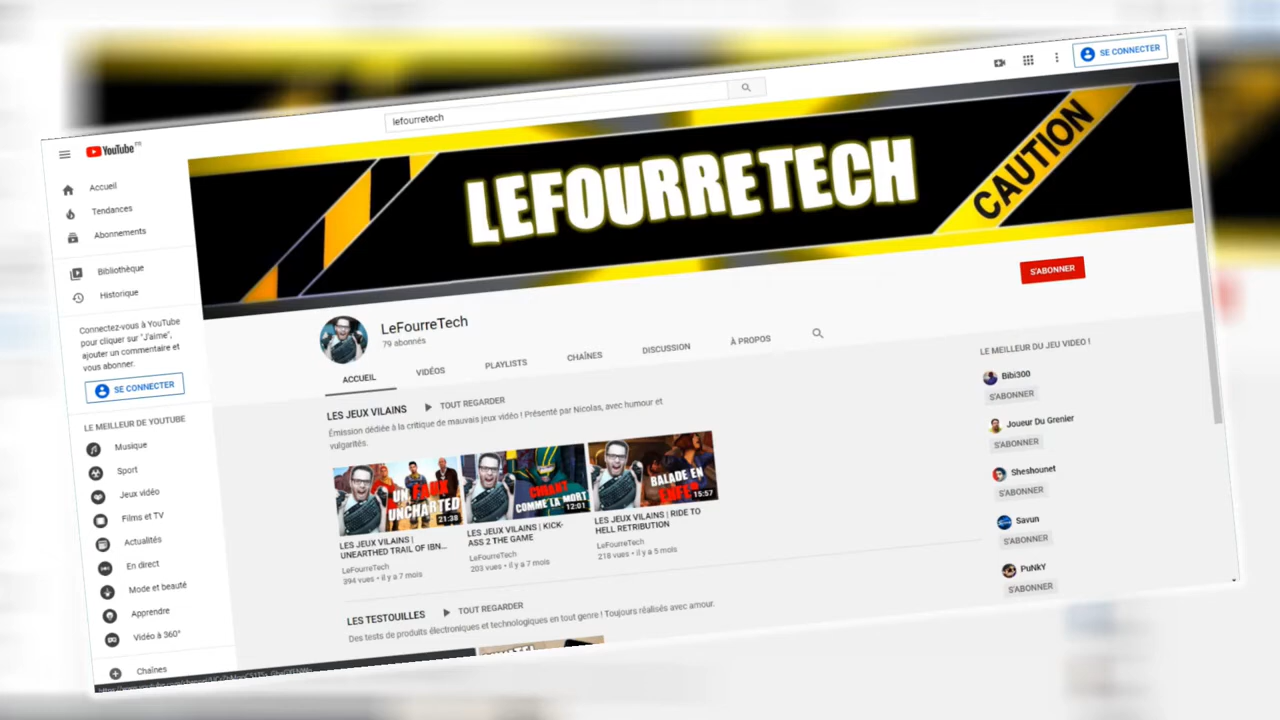 lefourretech
SE CONNECTER
YouTube FR
Accueil
Tendances
Abonnements
Bibliothèque
Historique
Connectez-vous à YouTube
pour cliquer sur "J'aime",
ajouter un commentaire et
vous abonner.
SE CONNECTER
LE MEILLEUR DE YOUTUBE
Musique
Sport
Jeux vidéo
Films et TV
Actualités
En direct
Mode et beauté
Apprendre
Vidéo à 360°
Chaînes
LEFOURRETECH
CAUTION
LeFourreTech
79 abonnés
S'ABONNER
ACCUEIL
VIDÉOS
PLAYLISTS
CHAÎNES
DISCUSSION
À PROPOS
LES JEUX VILAINS
TOUT REGARDER
Émission dédiée à la critique de mauvais jeux vidéo ! Présenté par Nicolas, avec humour et
vulgarités.
UN FAUX
UNCHARTED
21:38
LES JEUX VILAINS |
UNEARTHED TRAIL OF IBN...
LeFourreTech
394 vues • il y a 7 mois
CHIANT
COMME LA MORT
12:01
LES JEUX VILAINS | KICK-
ASS 2 THE GAME
LeFourreTech
203 vues • il y a 7 mois
BALADE EN
15:57
LES JEUX VILAINS | RIDE TO
HELL RETRIBUTION
LeFourreTech
218 vues • il y a 5 mois
LES TESTOUILLES
TOUT REGARDER
Des tests de produits électroniques et technologiques en tout genre ! Toujours réalisés avec amour.
LE MEILLEUR DU JEU VIDEO !
Bibi300
S'ABONNER
Joueur Du Grenier
S'ABONNER
Sheshounet
S'ABONNER
Savun
S'ABONNER
PuNkY
S'ABONNER